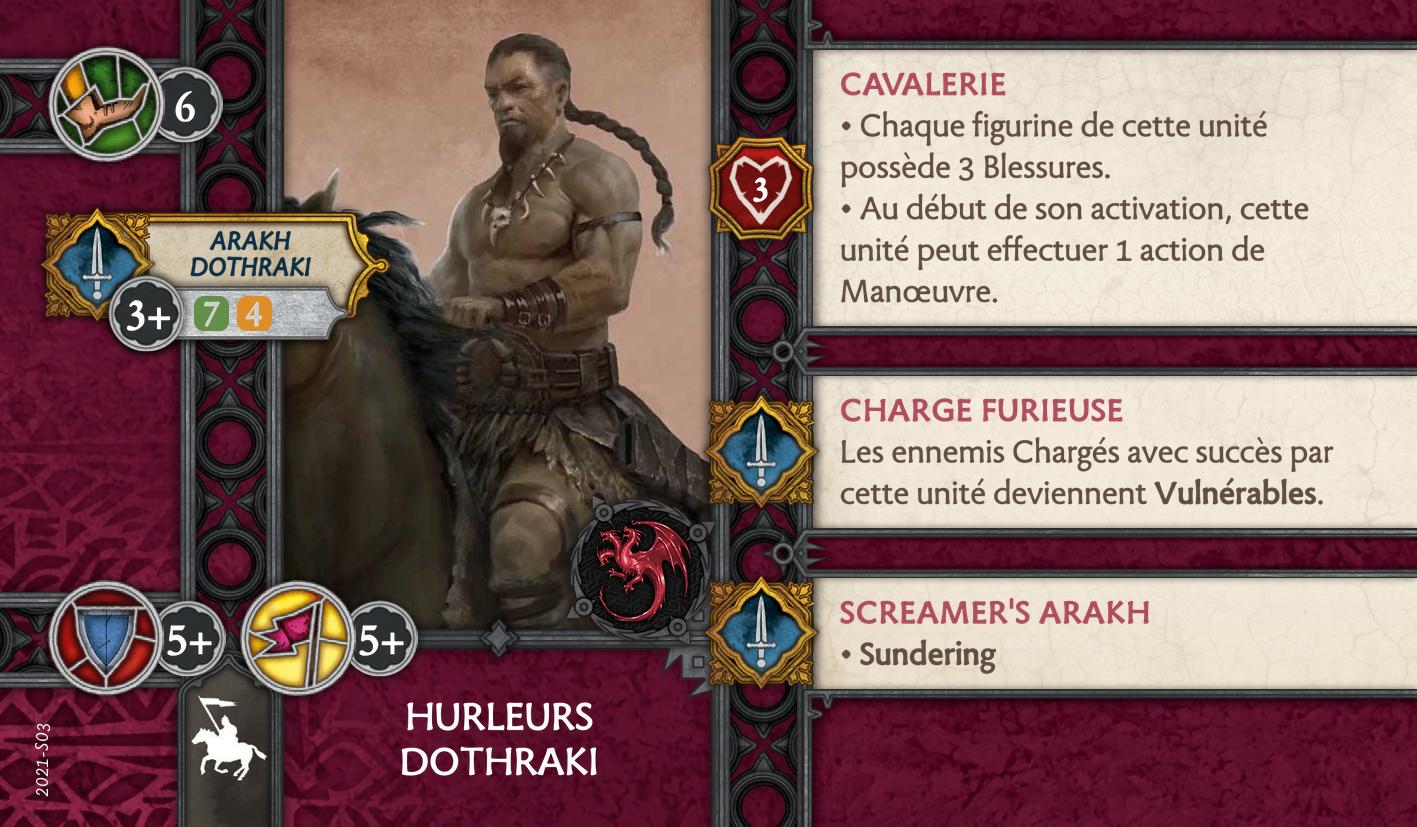 6
ARAKH
DOTHRAKI
3+ 7 4
5+ 5+
HURLEURS
DOTHRAKI
2021-S03
3
CAVALERIE
• Chaque figurine de cette unité
possède 3 Blessures.
• Au début de son activation, cette
unité peut effectuer 1 action de
Manœuvre.
CHARGE FURIEUSE
Les ennemis Chargés avec succès par
cette unité deviennent Vulnérables.
SCREAMER'S ARAKH
• Sundering